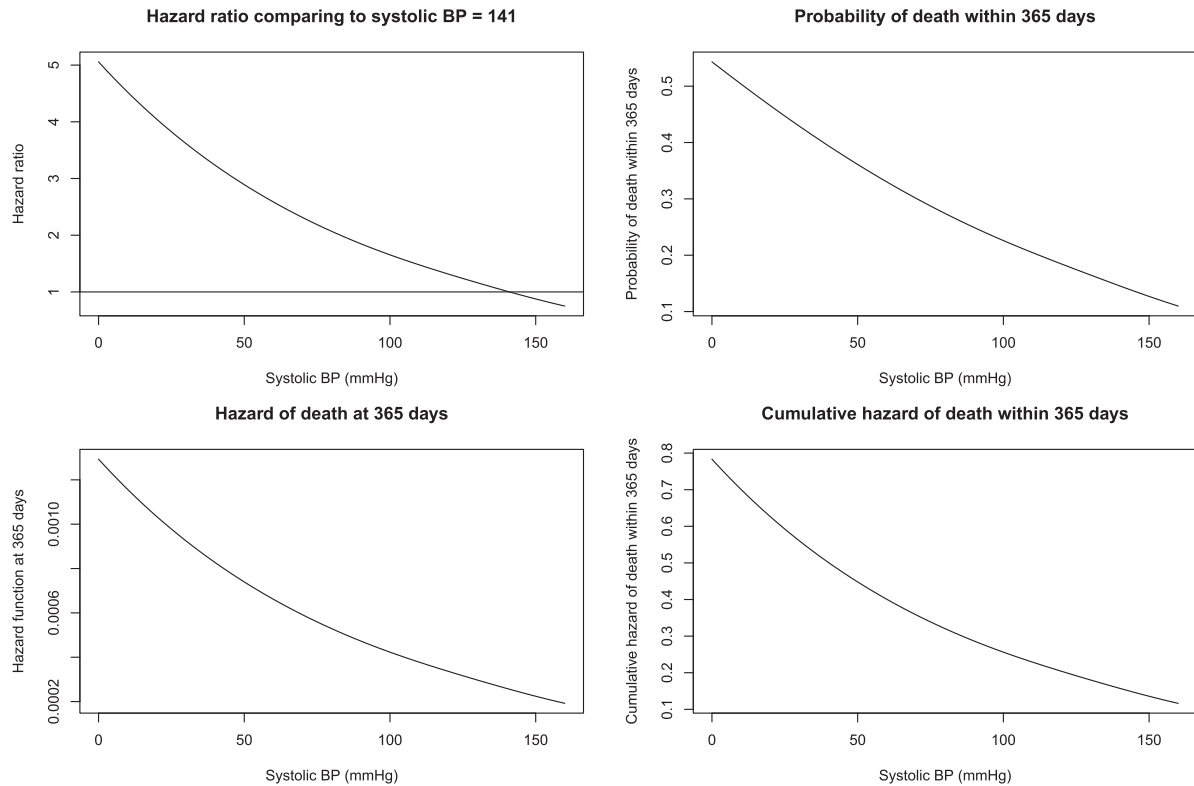 Hazard ratio comparing to systolic BP = 141
Hazard ratio
5
4
3
2
1
0 50 100 150
Systolic BP (mmHg)
Probability of death within 365 days
Probability of death within 365 days
0.5
0.4
0.3
0.2
0.1
0 50 100 150
Systolic BP (mmHg)
Hazard of death at 365 days
Hazard function at 365 days
0.0010
0.0006
0.0002
0 50 100 150
Systolic BP (mmHg)
Cumulative hazard of death within 365 days
Cumulative hazard of death within 365 days
0.8
0.7
0.6
0.5
0.4
0.3
0.2
0.1
0 50 100 150
Systolic BP (mmHg)